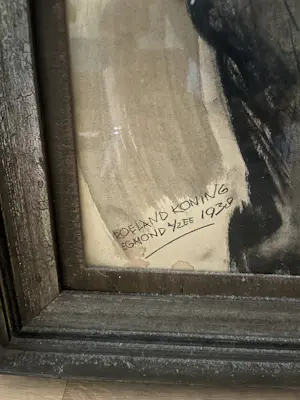 ROELAND KONING
EGMOND A/ZEE 1938